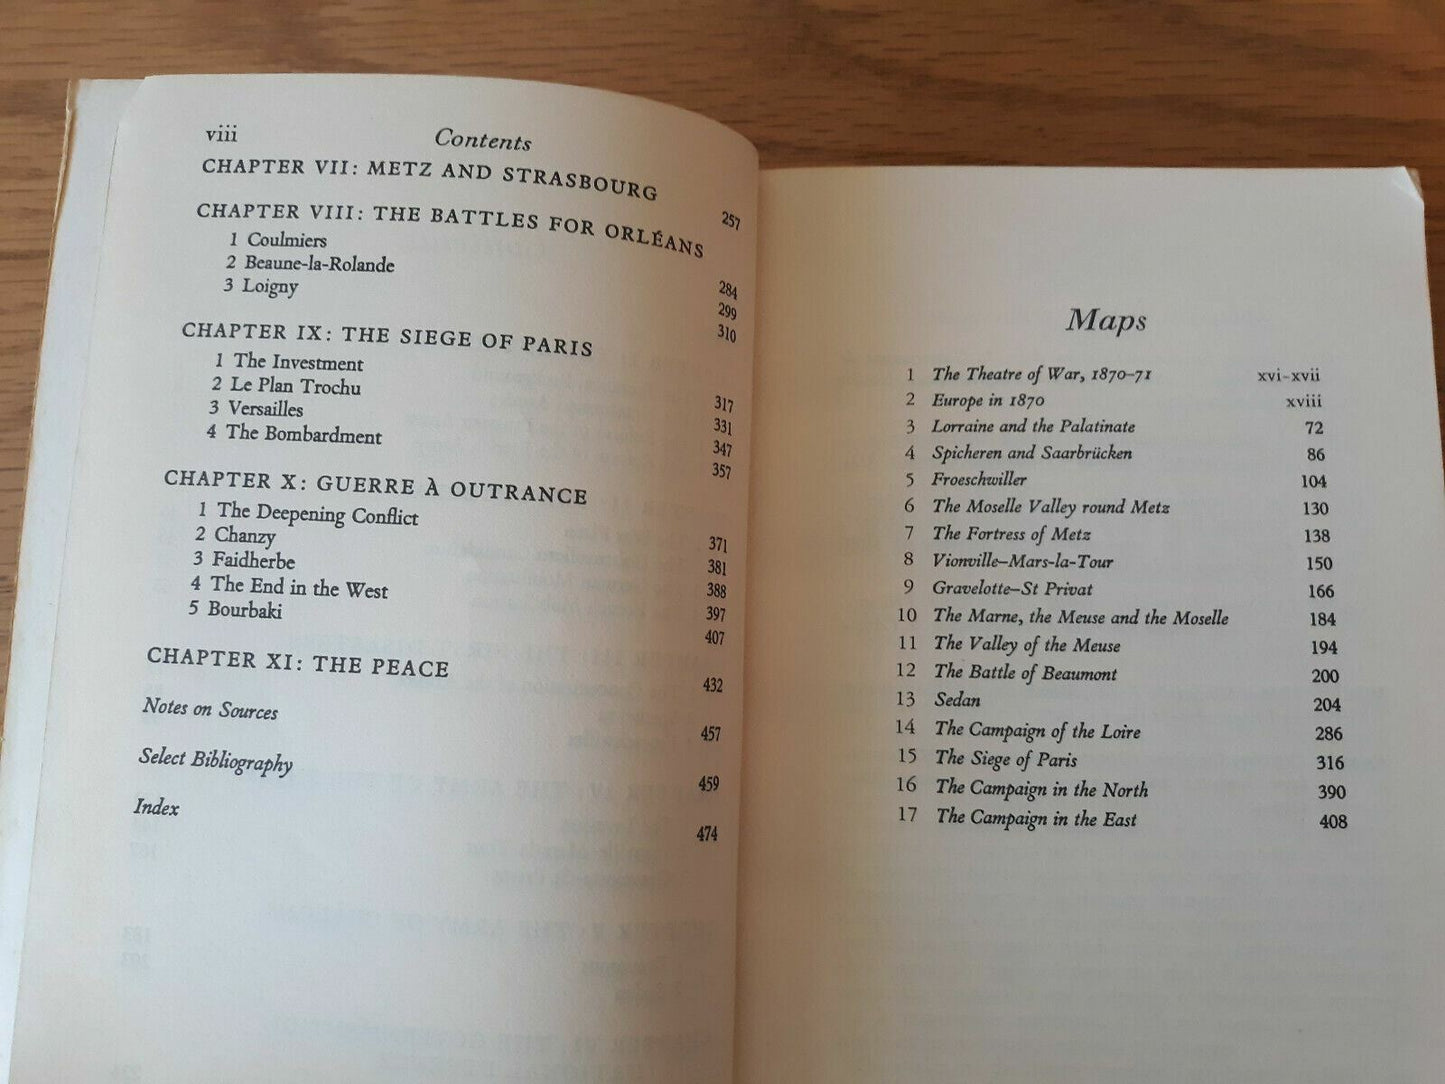 viii Contents
CHAPTER VII: METZ AND STRASBOURG 257
CHAPTER VIII: THE BATTLES FOR ORLÉANS
1 Coulmiers 284
2 Beaune-la-Rolande 299
3 Loigny 310
CHAPTER IX: THE SIEGE OF PARIS
1 The Investment 317
2 Le Plan Trochu 331
3 Versailles 347
4 The Bombardment 357
CHAPTER X: GUERRE À OUTRANCE
1 The Deepening Conflict 371
2 Chanzy 381
3 Faidherbe 388
4 The End in the West 397
5 Bourbaki 407
CHAPTER XI: THE PEACE 432
Notes on Sources 457
Select Bibliography 459
Index 474
Maps
1 The Theatre of War, 1870–71 xvi-xvii
2 Europe in 1870 xviii
3 Lorraine and the Palatinate 72
4 Spicheren and Saarbrücken 86
5 Froeschwiller 104
6 The Moselle Valley round Metz 130
7 The Fortress of Metz 138
8 Vionville–Mars-la-Tour 150
9 Gravelotte–St Privat 166
10 The Marne, the Meuse and the Moselle 184
11 The Valley of the Meuse 194
12 The Battle of Beaumont 200
13 Sedan 204
14 The Campaign of the Loire 286
15 The Siege of Paris 316
16 The Campaign in the North 390
17 The Campaign in the East 408